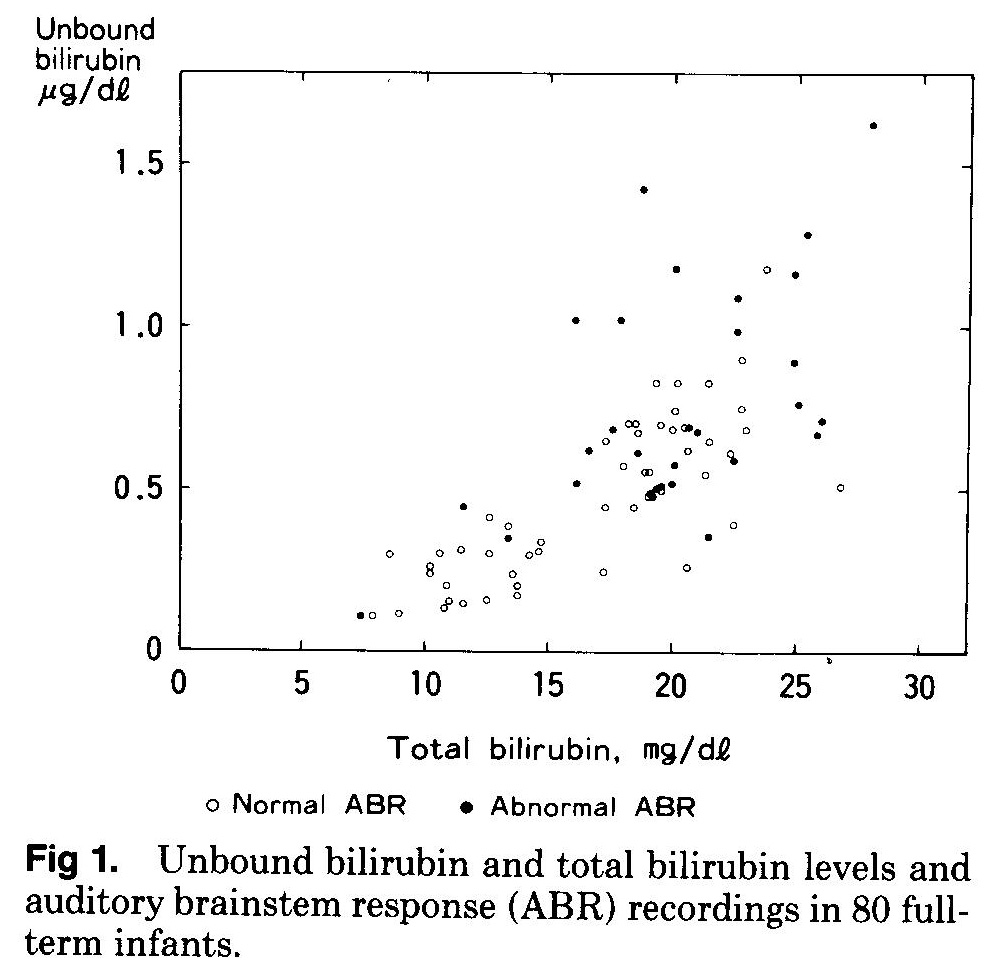 Unbound
bilirubin
μg/dℓ
1.5
1.0
0.5
0
0 5 10 15 20 25 30
Total bilirubin, mg/dℓ
○ Normal ABR ● Abnormal ABR
Fig 1. Unbound bilirubin and total bilirubin levels and
auditory brainstem response (ABR) recordings in 80 full-
term infants.